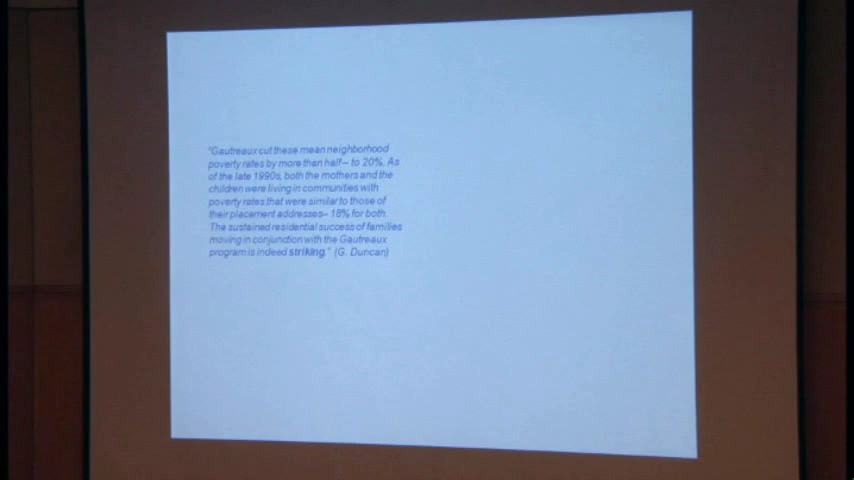 "Gautreaux cut these mean neighborhood
poverty rates by more than half-- to 20%. As
of the late 1990s, both the mothers and the
children were living in communities with
poverty rates that were similar to those of
their placement addresses-- 18% for both.
The sustained residential success of families
moving in conjunction with the Gautreaux
program is indeed striking." (G. Duncan)